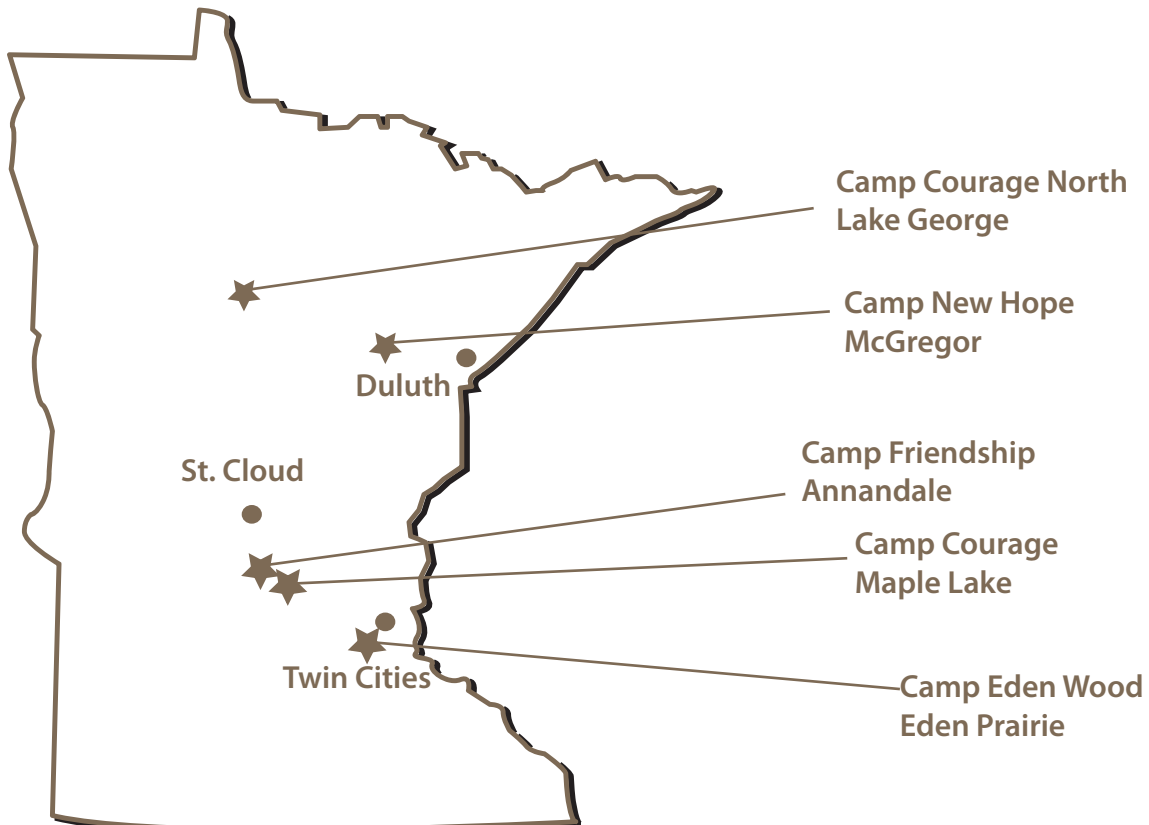 Camp Courage North
Lake George
Camp New Hope
McGregor
Duluth
Camp Friendship
Annandale
St. Cloud
Camp Courage
Maple Lake
Twin Cities
Camp Eden Wood
Eden Prairie